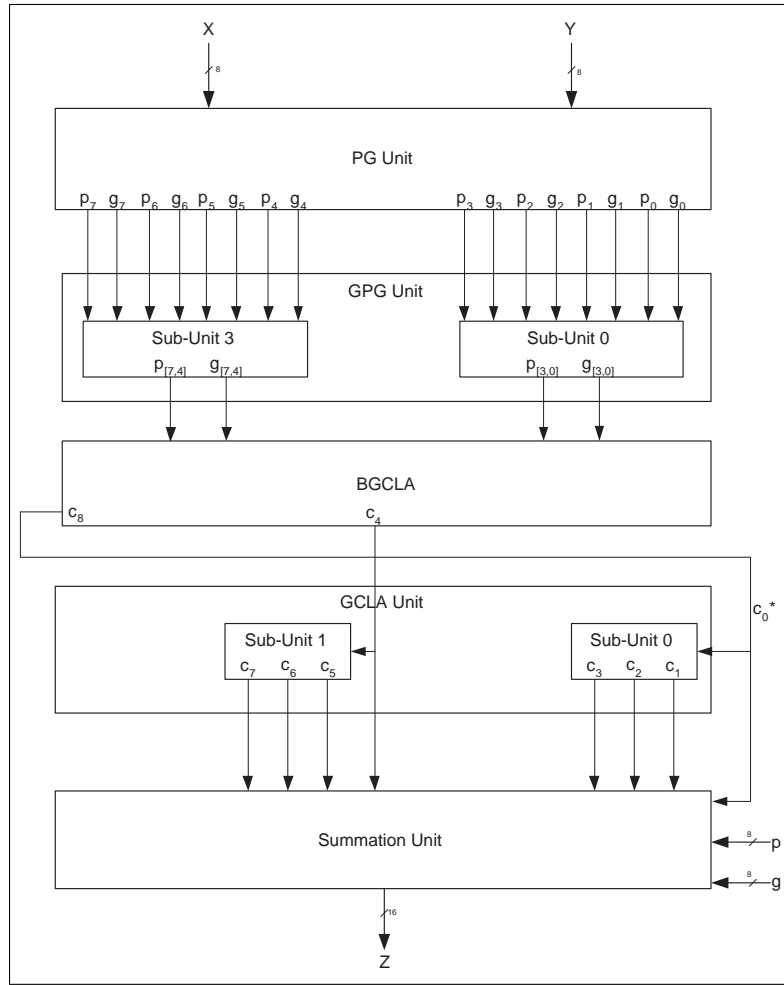 X Y
8 8
PG Unit
p7 g7 p6 g6 p5 g5 p4 g4 p3 g3 p2 g2 p1 g1 p0 g0
GPG Unit
Sub-Unit 3 Sub-Unit 0
p[7,4] g[7,4] p[3,0] g[3,0]
BGCLA
c8 c4
GCLA Unit
c0*
Sub-Unit 1 Sub-Unit 0
c7 c6 c5 c3 c2 c1
Summation Unit
8 p
8 g
16
Z